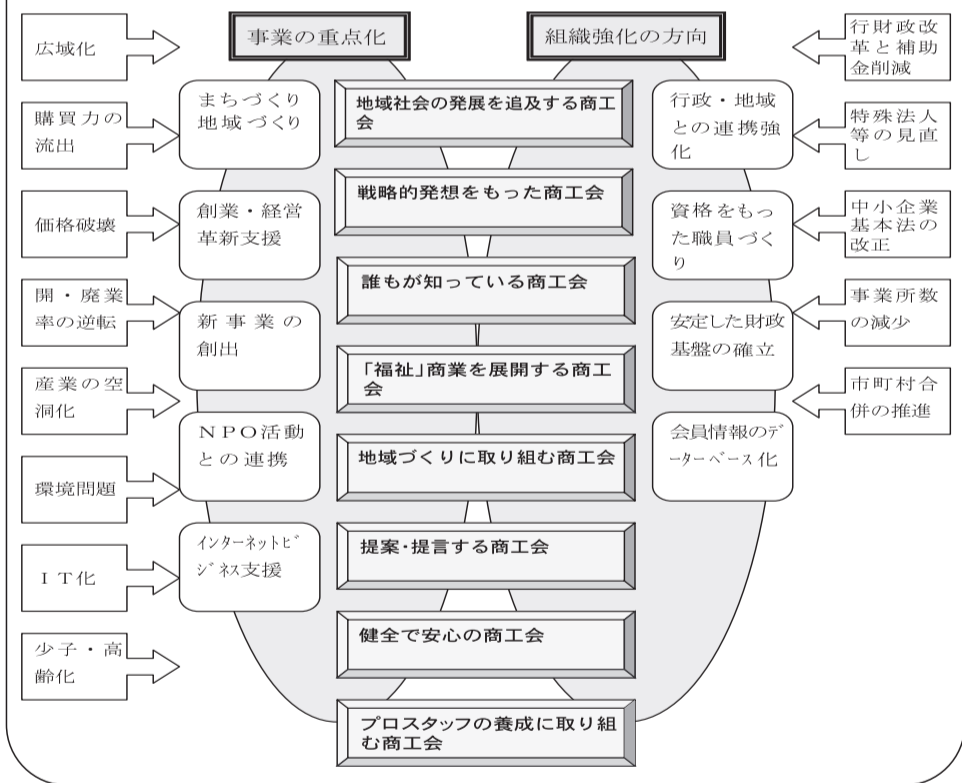 事業の重点化
組織強化の方向
広域化
購買力の
流出
価格破壊
開・廃業
率の逆転
産業の空
洞化
環境問題
ＩＴ化
少子・高
齢化
まちづくり
地域づくり
創業・経営
革新支援
新事業の
創出
ＮＰＯ活動
との連携
インターネットビ
ジネス支援
地域社会の発展を追及する商工
会
戦略的発想をもった商工会
誰もが知っている商工会
「福祉」商業を展開する商工
会
地域づくりに取り組む商工会
提案・提言する商工会
健全で安心の商工会
プロスタッフの養成に取り組
む商工会
行政・地域
との連携強
化
資格をもっ
た職員づく
り
安定した財政
基盤の確立
会員情報のデ
ーターベース化
行財政改
革と補助
金削減
特殊法人
等の見直
し
中小企業
基本法の
改正
事業所数
の減少
市町村合
併の推進